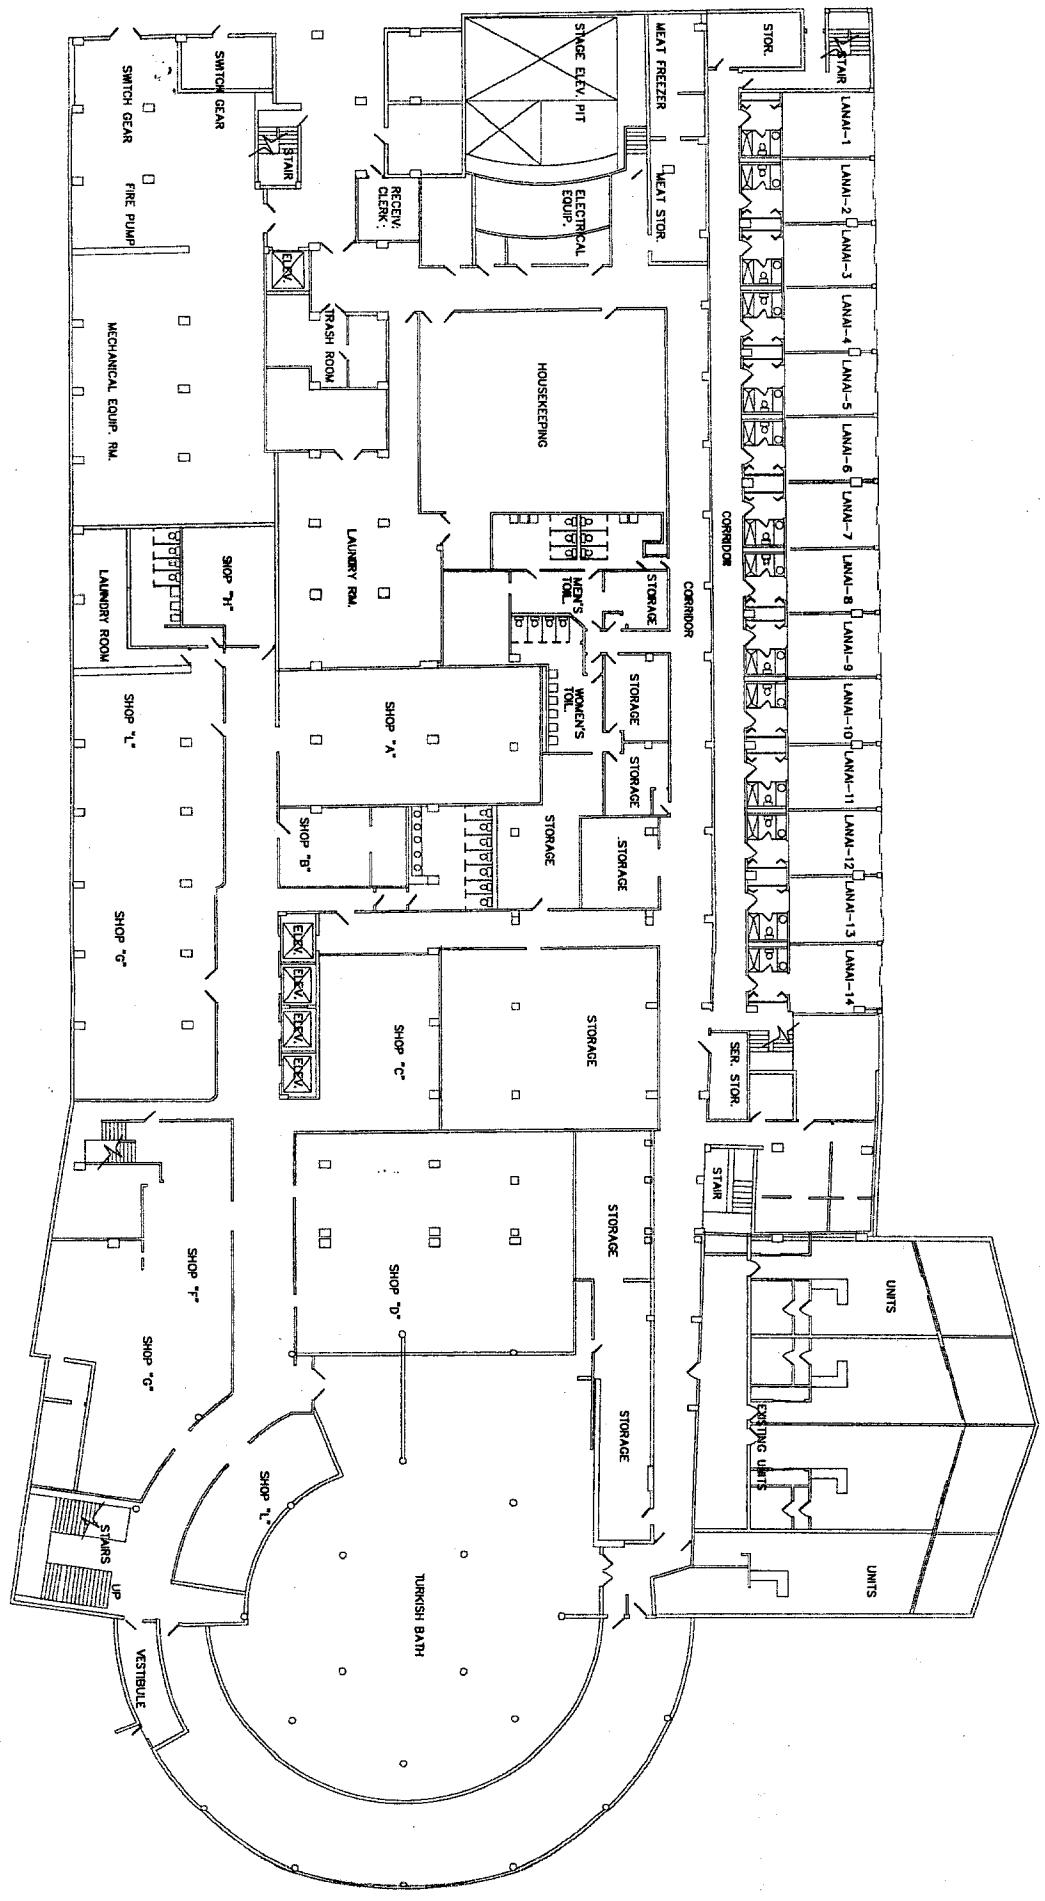 STAIR
STOR.
LANAI-1
LANAI-2
LANAI-3
LANAI-4
LANAI-5
LANAI-6
LANAI-7
LANAI-8
LANAI-9
LANAI-10
LANAI-11
LANAI-12
LANAI-13
LANAI-14
CORRIDOR
CORRIDOR
MEAT FREEZER
MEAT STOR.
STAGE ELEV. PIT
ELECTRICAL
EQUIP.
RECEIV.
CLERK.
STAIR
SWITCH GEAR
SWITCH GEAR
FIRE PUMP
ELEV.
TRASH ROOM
HOUSEKEEPING
MECHANICAL EQUIP. RM.
LAUNDRY RM.
SHOP "H"
LAUNDRY ROOM
MEN'S
TOIL.
STORAGE
WOMEN'S
TOIL.
STORAGE
STORAGE
STORAGE
STORAGE
SHOP "A"
SHOP "B"
SHOP "L"
SHOP "G"
ELEV.
ELEV.
ELEV.
ELEV.
SHOP "C"
STORAGE
SER. STOR.
STAIR
STORAGE
SHOP "D"
SHOP "F"
SHOP "G"
STORAGE
UNITS
EXISTING UNITS
UNITS
SHOP "L"
STAIRS
UP
TURKISH BATH
VESTIBULE